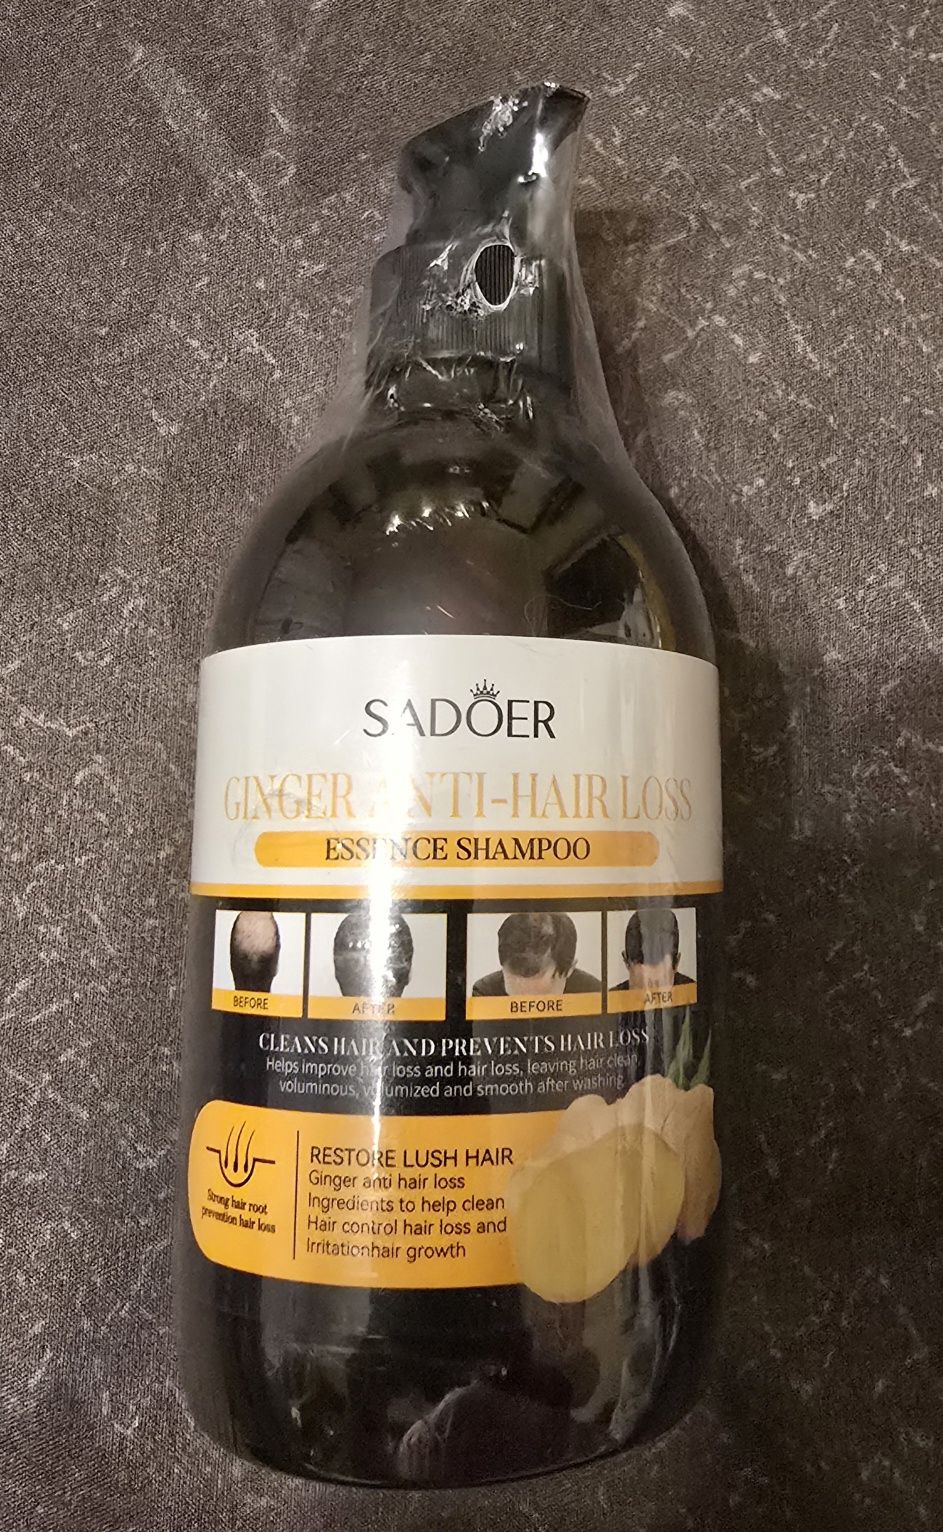 SADOER
GINGER ANTI-HAIR LOSS
ESSENCE SHAMPOO
BEFORE AFTER BEFORE AFTER
CLEANS HAIR AND PREVENTS HAIR LOSS
Helps improve hair loss and hair loss, leaving hair clean,
voluminous, volumized and smooth after washing.
RESTORE LUSH HAIR
Ginger anti hair loss
Ingredients to help clean
Hair control hair loss and
Irritationhair growth
Strong hair root
prevention hair loss